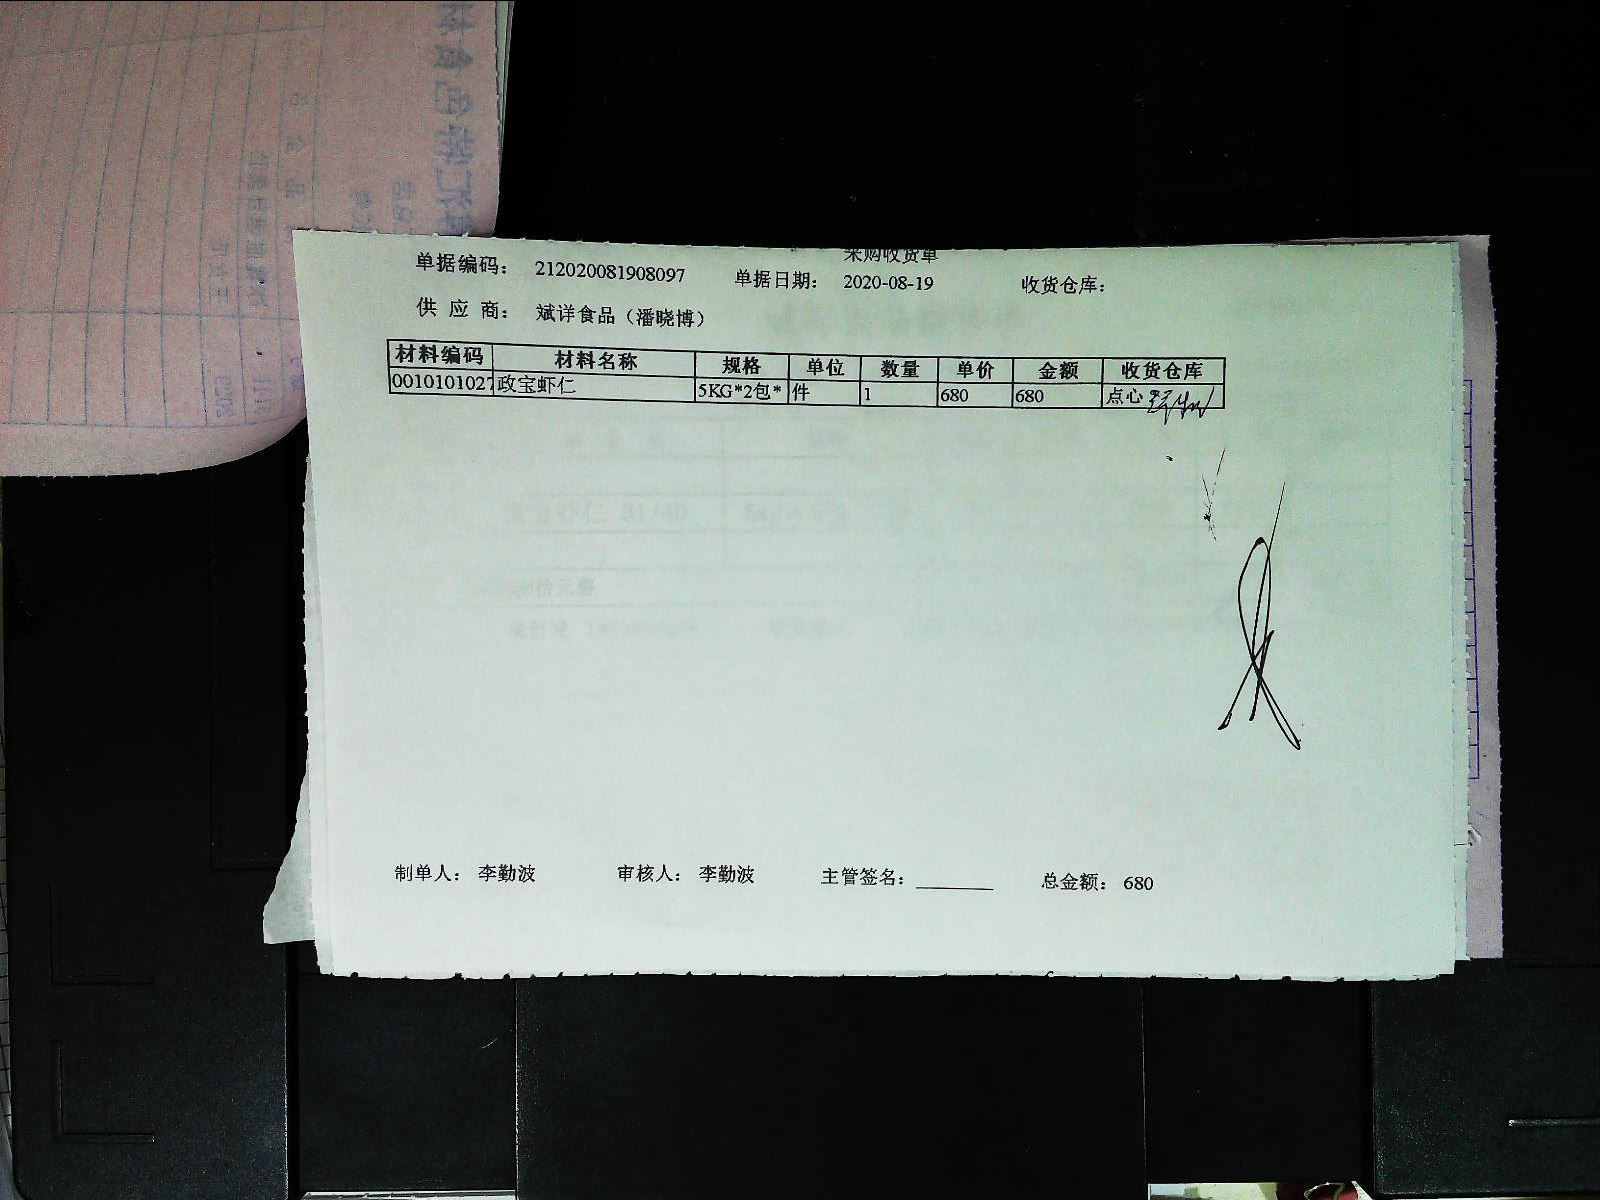 采购收货单
单据编码： 212020081908097 单据日期： 2020-08-19 收货仓库：
供 应 商： 斌详食品（潘晓博）
材料编码 材料名称 规格 单位 数量 单价 金额 收货仓库
0010101027 政宝虾仁 5KG*2包* 件 1 680 680 点心
制单人： 李勤波 审核人： 李勤波 主管签名： 总金额： 680